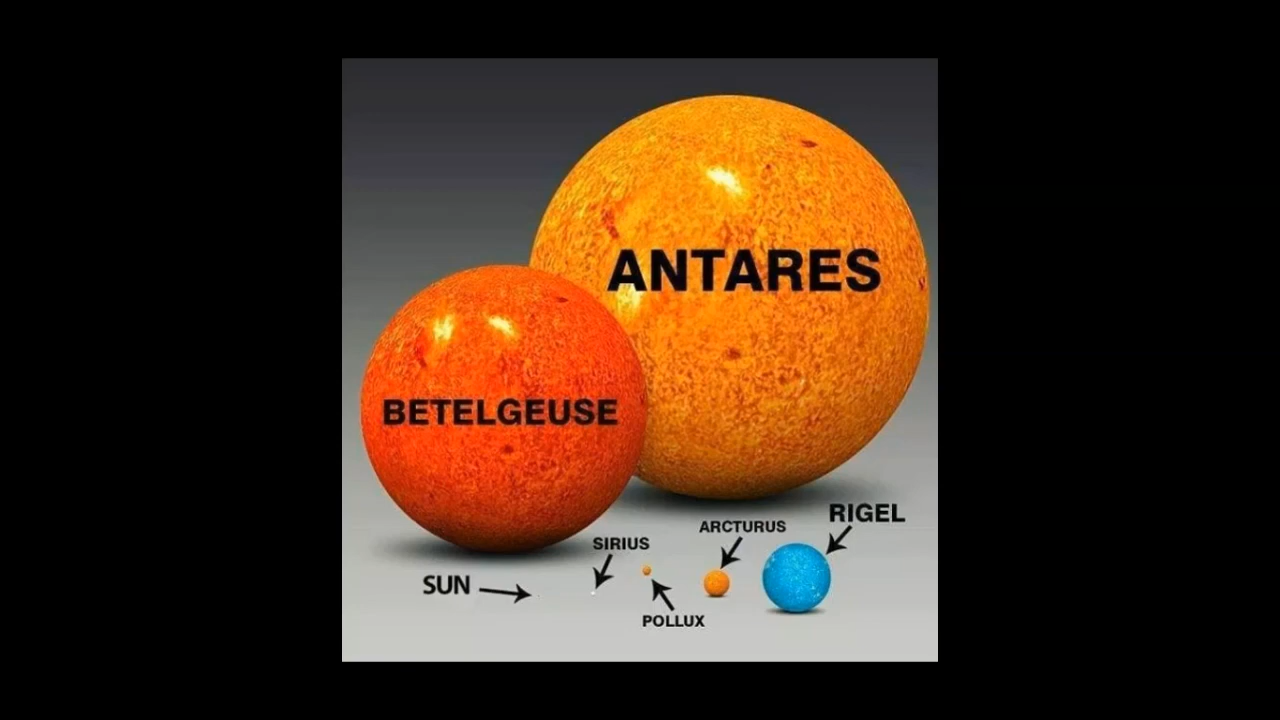 ANTARES
BETELGEUSE
RIGEL
ARCTURUS
SIRIUS
SUN
POLLUX